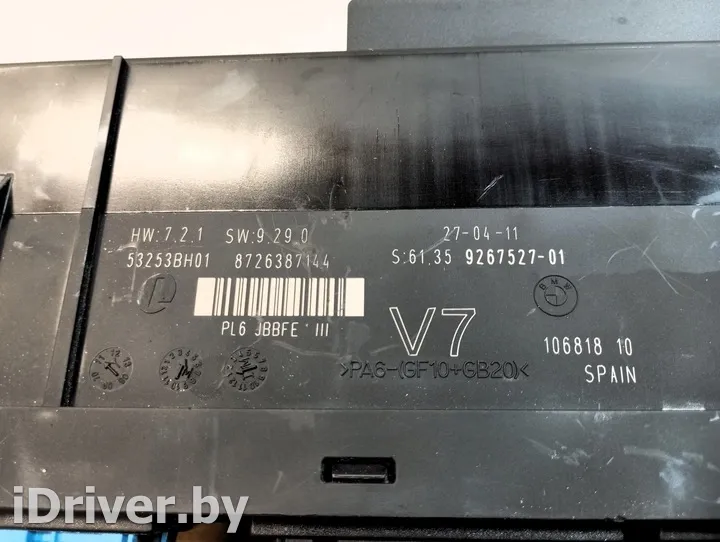 HW:7.2.1 SW:9.29.0 27-04-11
53253BH01 8726387144 S:61.35 9267527-01
BMW
PL6 JBBFE III
V7
106818 10
>PA6-(GF10+GB20)<
SPAIN
iDriver.by